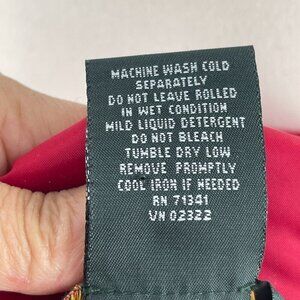 MACHINE WASH COLD
SEPARATELY
DO NOT LEAVE ROLLED
IN WET CONDITION
MILD LIQUID DETERGENT
DO NOT BLEACH
TUMBLE DRY LOW
REMOVE PROMPTLY
COOL IRON IF NEEDED
RN 71341
VN 02322